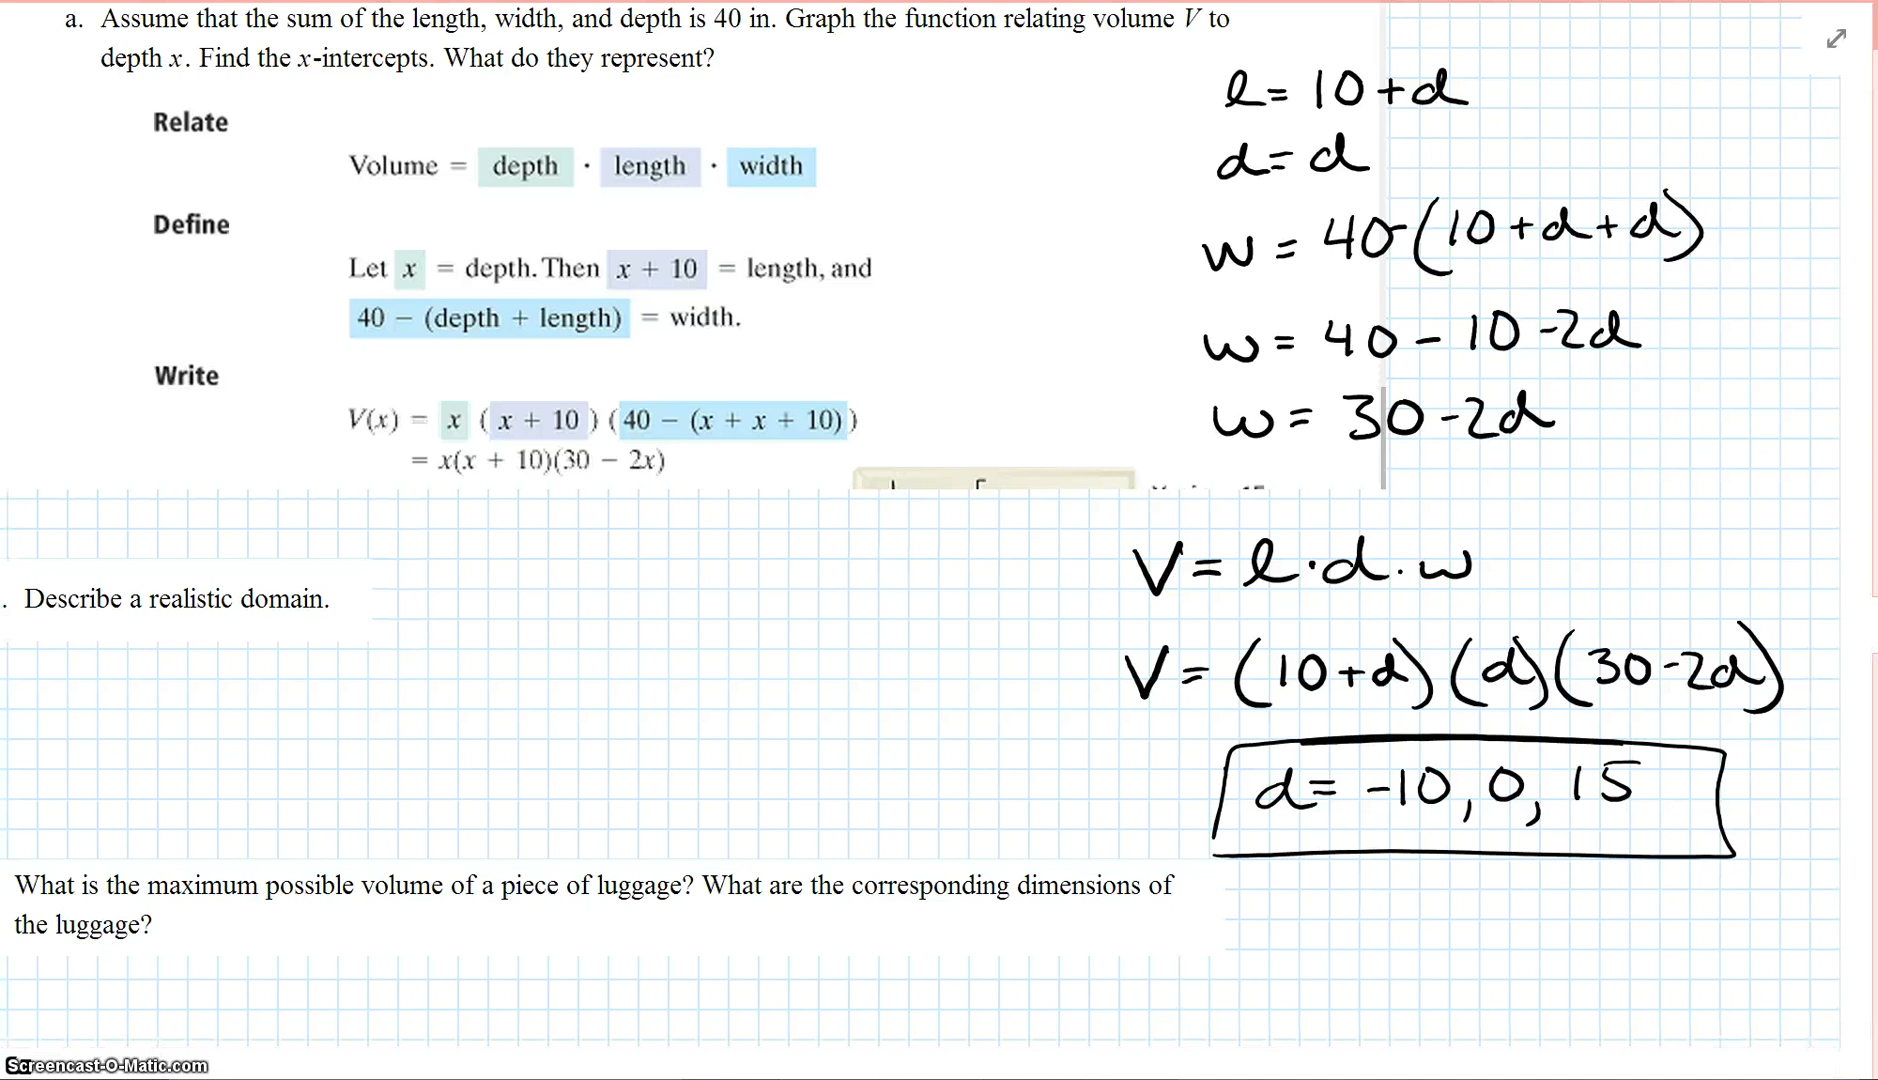 a. Assume that the sum of the length, width, and depth is 40 in. Graph the function relating volume V to
depth x. Find the x-intercepts. What do they represent?
Relate
Volume = depth · length · width
Define
Let x = depth. Then x + 10 = length, and
40 − (depth + length) = width.
Write
V(x) = x (x + 10) (40 − (x + x + 10))
= x(x + 10)(30 − 2x)
l = 10 + d
d = d
w = 40 - (10 + d + d)
w = 40 - 10 - 2d
w = 30 - 2d
V = l · d · w
V = (10 + d) (d) (30 - 2d)
d = -10, 0, 15
. Describe a realistic domain.
What is the maximum possible volume of a piece of luggage? What are the corresponding dimensions of
the luggage?
Screencast-O-Matic.com